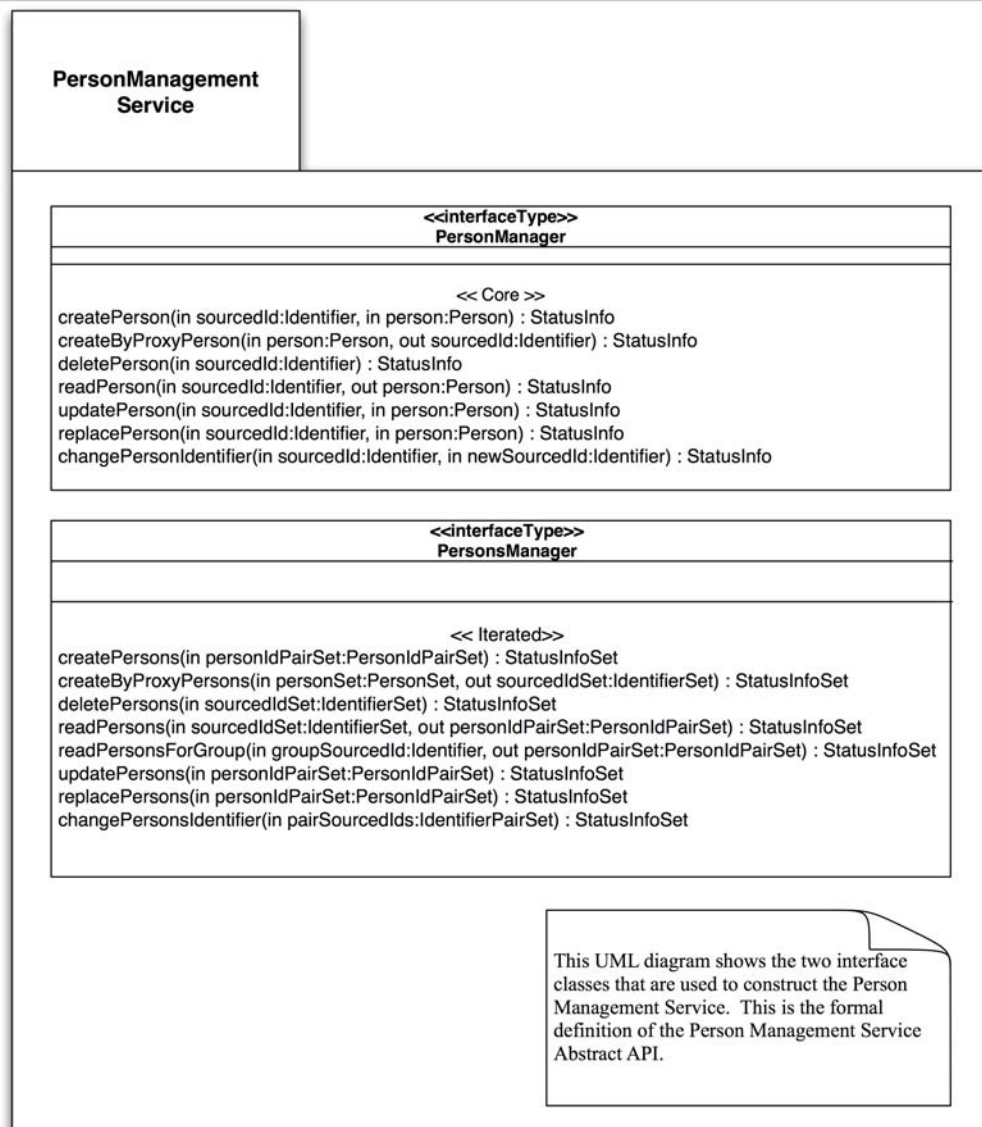 PersonManagement
Service
<<interfaceType>>
PersonManager
<< Core >>
createPerson(in sourcedId:Identifier, in person:Person) : StatusInfo
createByProxyPerson(in person:Person, out sourcedId:Identifier) : StatusInfo
deletePerson(in sourcedId:Identifier) : StatusInfo
readPerson(in sourcedId:Identifier, out person:Person) : StatusInfo
updatePerson(in sourcedId:Identifier, in person:Person) : StatusInfo
replacePerson(in sourcedId:Identifier, in person:Person) : StatusInfo
changePersonIdentifier(in sourcedId:Identifier, in newSourcedId:Identifier) : StatusInfo
<<interfaceType>>
PersonsManager
<< Iterated>>
createPersons(in personIdPairSet:PersonIdPairSet) : StatusInfoSet
createByProxyPersons(in personSet:PersonSet, out sourcedIdSet:IdentifierSet) : StatusInfoSet
deletePersons(in sourcedIdSet:IdentifierSet) : StatusInfoSet
readPersons(in sourcedIdSet:IdentifierSet, out personIdPairSet:PersonIdPairSet) : StatusInfoSet
readPersonsForGroup(in groupSourcedId:Identifier, out personIdPairSet:PersonIdPairSet) : StatusInfoSet
updatePersons(in personIdPairSet:PersonIdPairSet) : StatusInfoSet
replacePersons(in personIdPairSet:PersonIdPairSet) : StatusInfoSet
changePersonsIdentifier(in pairSourcedIds:IdentifierPairSet) : StatusInfoSet
This UML diagram shows the two interface
classes that are used to construct the Person
Management Service.  This is the formal
definition of the Person Management Service
Abstract API.